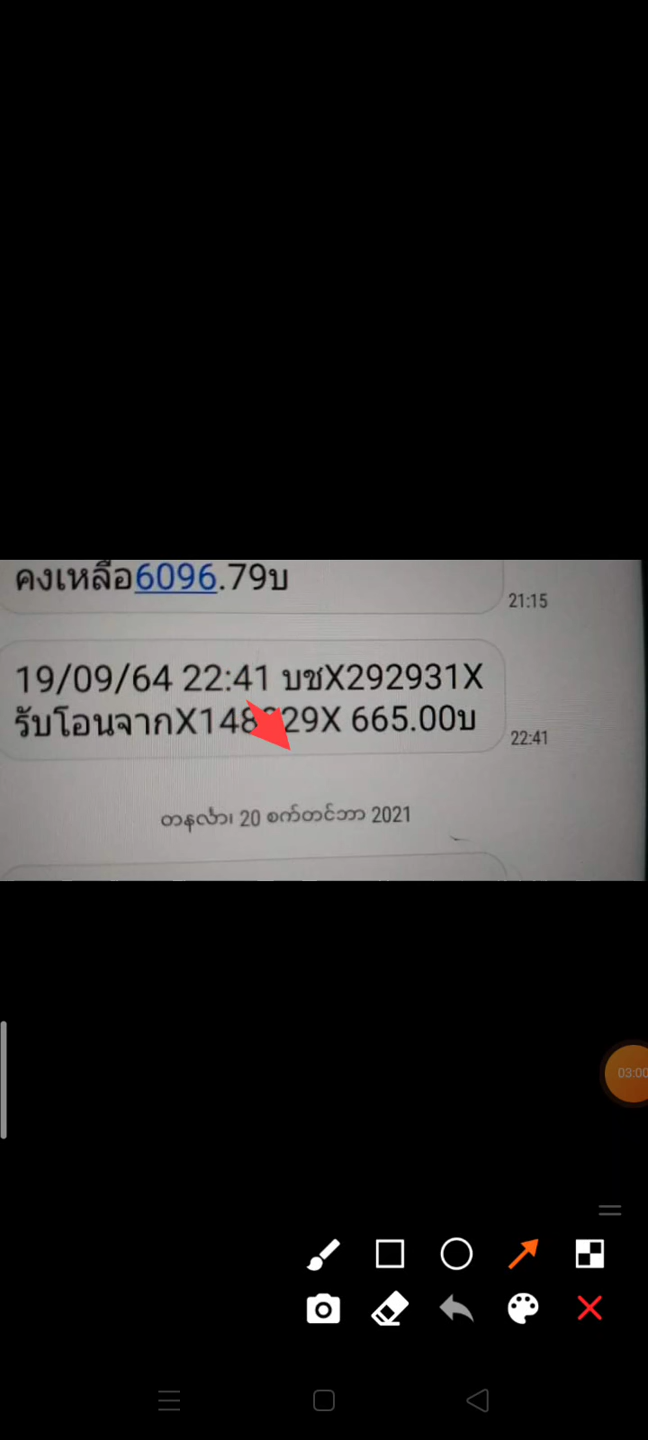 คงเหลือ6096.79บ
21:15
19/09/64 22:41 บชX292931X
รับโอนจากX148 29X 665.00บ
22:41
တနင်္လာ၊ 20 စက်တင်ဘာ 2021
03:00